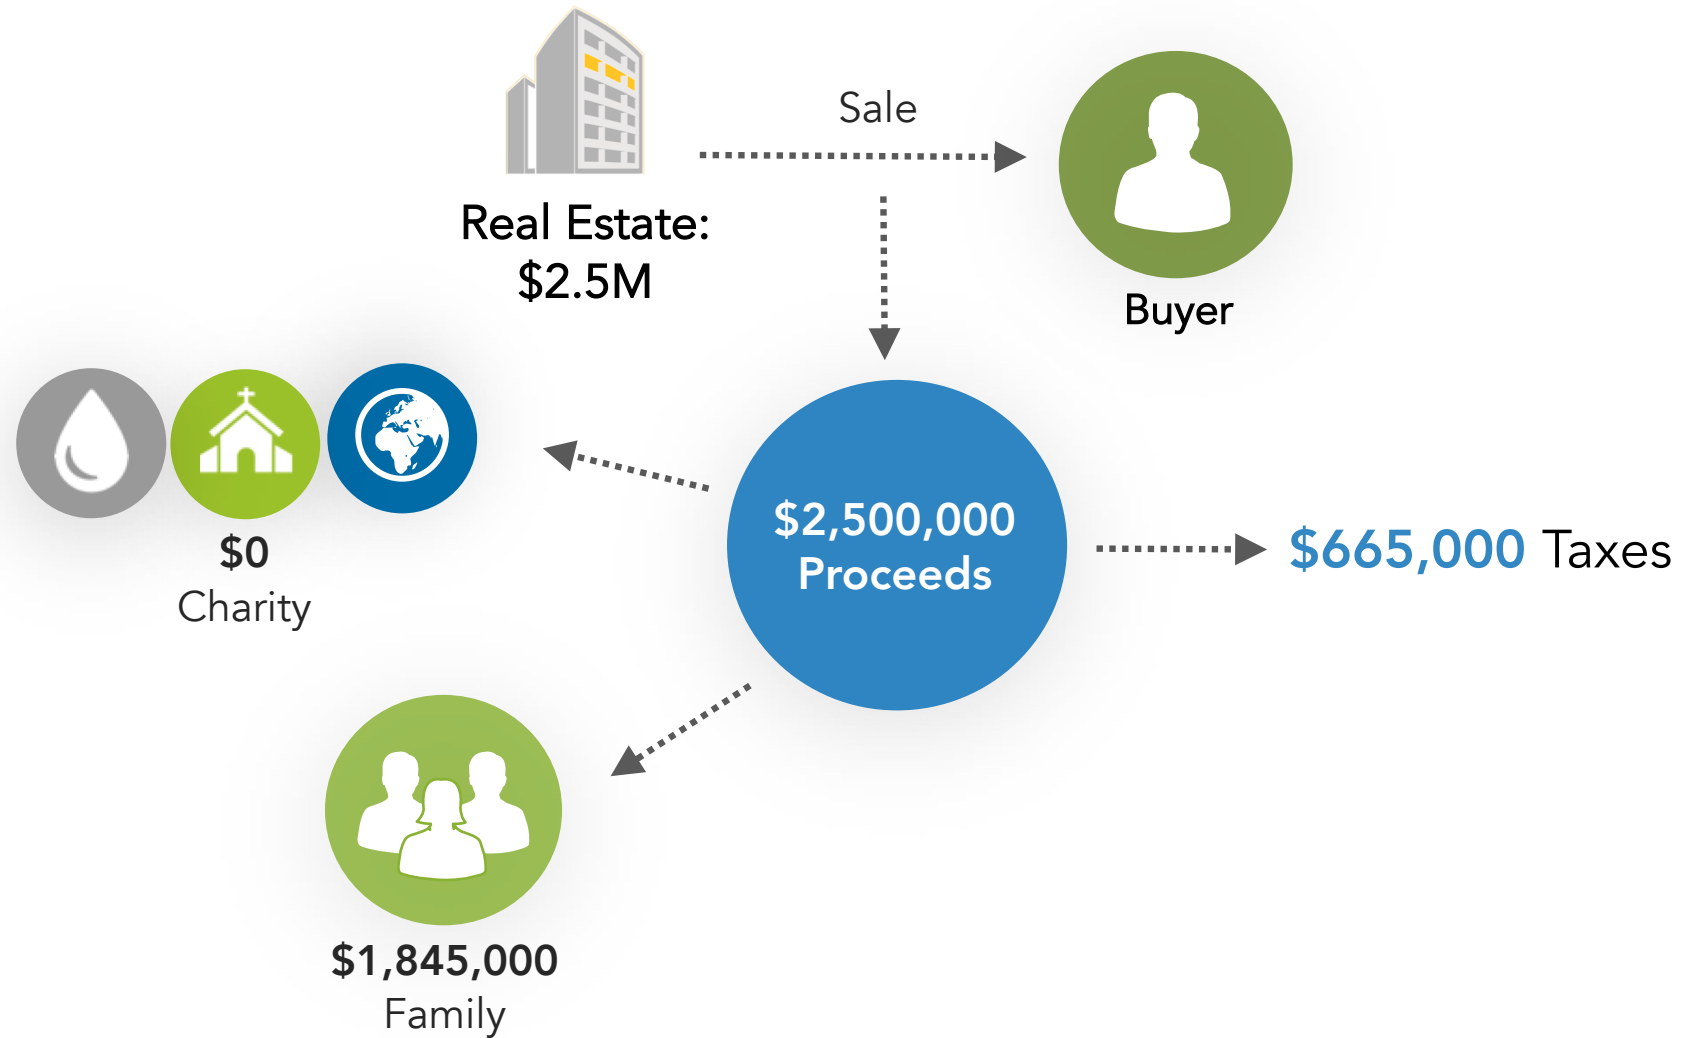 Sale
Real Estate:
$2.5M
Buyer
$2,500,000
Proceeds
$665,000 Taxes
$0
Charity
$1,845,000
Family